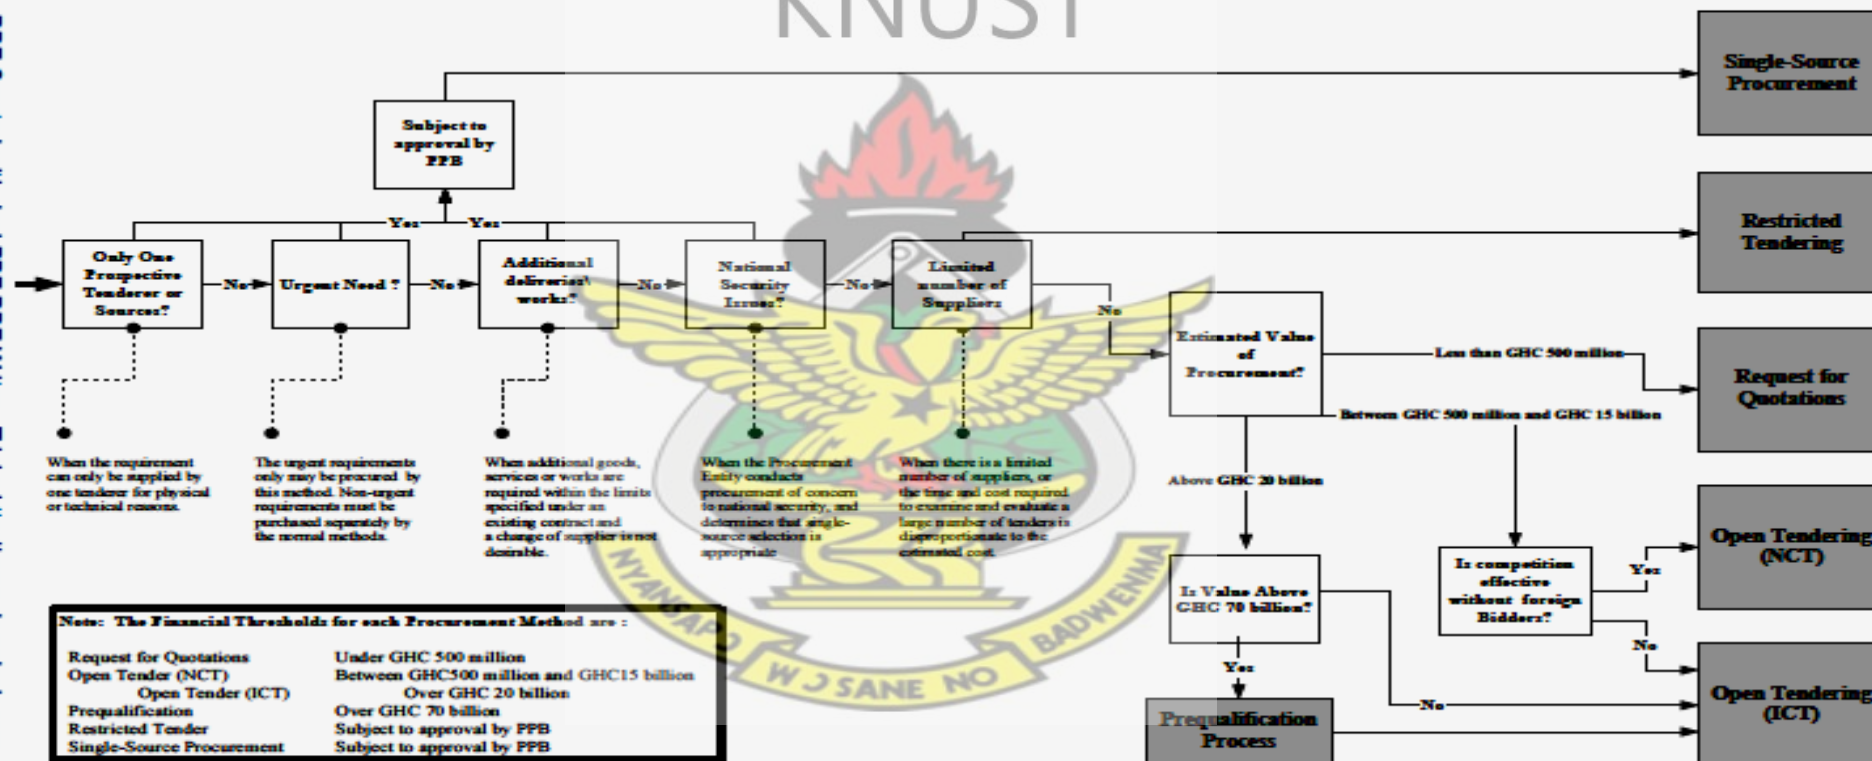 KNUST
Single-Source
Procurement
Subject to
approval by
PPB
Restricted
Tendering
Yes
Yes
Only One
Prospective
Tenderer or
Sources?
No
Urgent Need ?
No
Additional
deliveries\
works?
No
National
Security
Issues?
No
Limited
number of
Suppliers
No
Estimated Value
of
Procurement?
Less than GHC 500 million
Request for
Quotations
Between GHC 500 million and GHC 15 billion
When the requirement
can only be supplied by
one tenderer for physical
or technical reasons.
The urgent requirements
only may be procured by
this method. Non-urgent
requirements must be
purchased separately by
the normal methods.
When additional goods,
services or works are
required within the limits
specified under an
existing contract and
a change of supplier is not
desirable.
When the Procurement
Entity conducts
procurement of concern
to national security, and
determines that single-
source selection is
appropriate
When there is a limited
number of suppliers, or
the time and cost required
to examine and evaluate a
large number of tenders is
disproportionate to the
estimated cost.
Above GHC 20 billion
Is Value Above
GHC 70 billion?
Is competition
effective
without foreign
Bidders?
Yes
Open Tendering
(NCT)
No
Open Tendering
(ICT)
Yes
No
Prequalification
Process
Note: The Financial Thresholds for each Procurement Method are :
Request for Quotations Under GHC 500 million
Open Tender (NCT) Between GHC500 million and GHC15 billion
Open Tender (ICT) Over GHC 20 billion
Prequalification Over GHC 70 billion
Restricted Tender Subject to approval by PPB
Single-Source Procurement Subject to approval by PPB
NYANSAPƆ
WƆSANE NO
BADWENMA